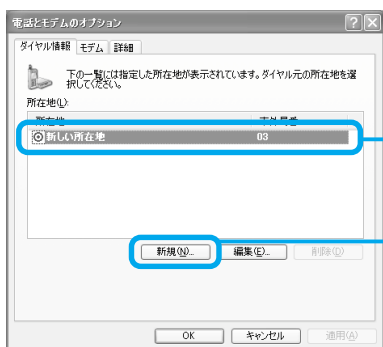 電話とモデムのオプション
ダイヤル情報 モデム 詳細
下の一覧には指定した所在地が表示されています。ダイヤル元の所在地を選
択してください。
所在地(L):
所在地 市外局番
新しい所在地 03
新規(N)... 編集(E)... 削除(D)
OK キャンセル 適用(A)